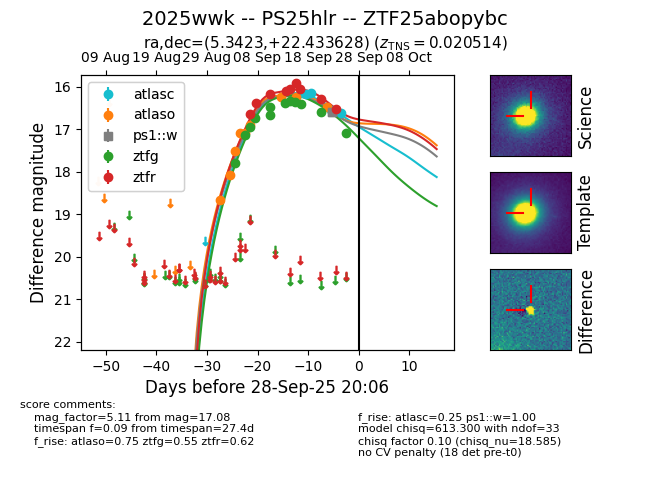 2025wwk -- PS25hlr -- ZTF25abopybc
ra,dec=(5.3423,+22.433628) (zTNS = 0.020514)
09 Aug 19 Aug 29 Aug 08 Sep 18 Sep 28 Sep 08 Oct
16
17
18
19
20
21
22
Difference magnitude
atlasc
atlaso
ps1::w
ztfg
ztfr
−50 −40 −30 −20 −10 0 10
Days before 28-Sep-25 20:06
Science
Template
Difference
score comments:
mag_factor=5.11 from mag=17.08
timespan f=0.09 from timespan=27.4d
f_rise: atlaso=0.75 ztfg=0.55 ztfr=0.62
f_rise: atlasc=0.25 ps1::w=1.00
model chisq=613.300 with ndof=33
chisq factor 0.10 (chisq_nu=18.585)
no CV penalty (18 det pre-t0)